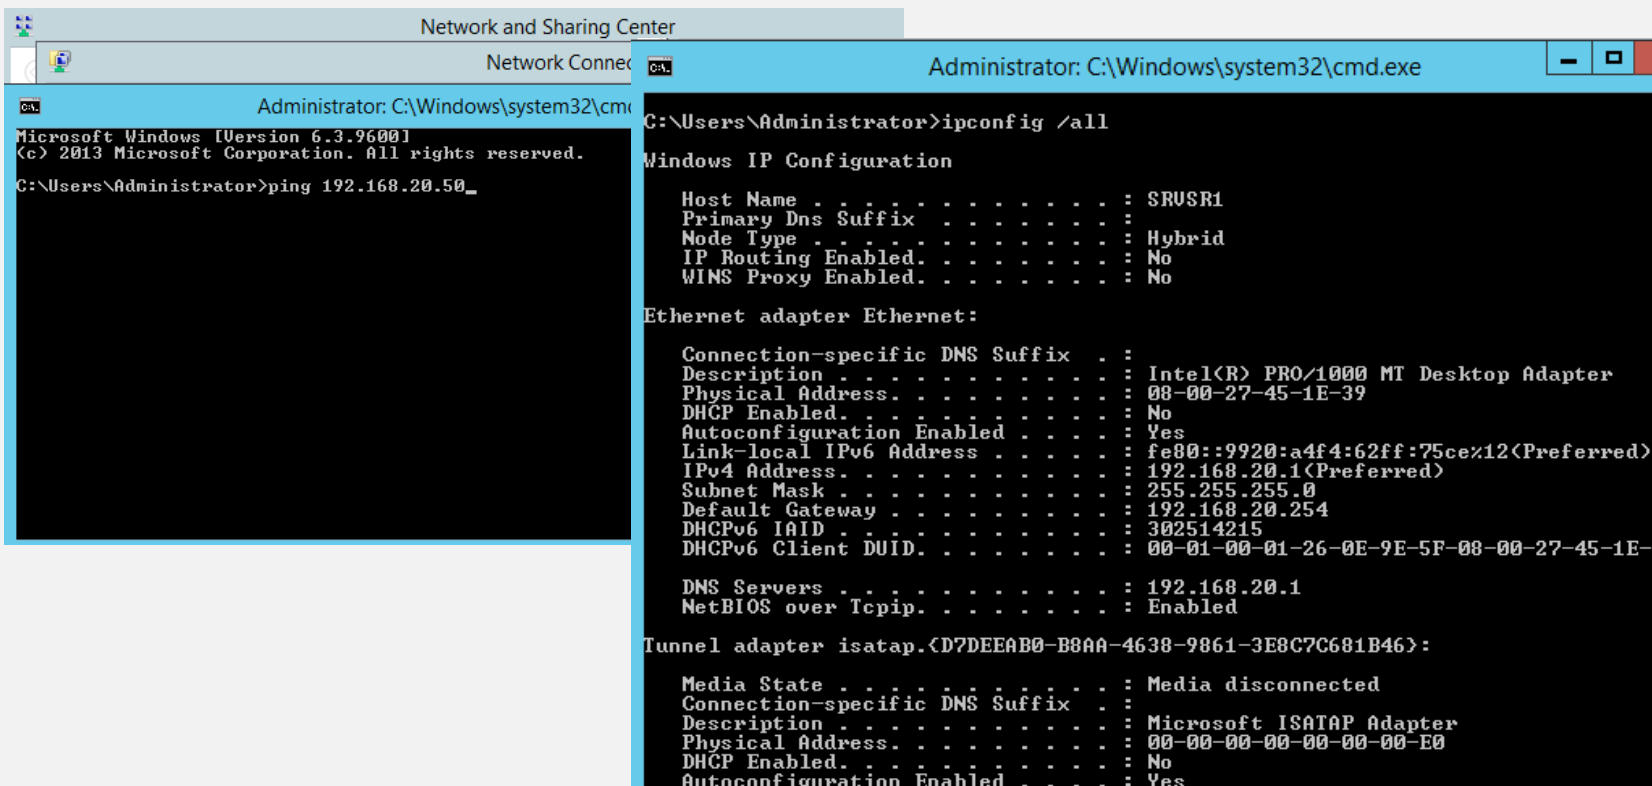 Network and Sharing Center
Network Connec
Administrator: C:\Windows\system32\cmd
Microsoft Windows [Version 6.3.9600]
(c) 2013 Microsoft Corporation. All rights reserved.
C:\Users\Administrator>ping 192.168.20.50_
Administrator: C:\Windows\system32\cmd.exe
C:\Users\Administrator>ipconfig /all
Windows IP Configuration
Host Name . . . . . . . . . . . . : SRVSR1
Primary Dns Suffix  . . . . . . . :
Node Type . . . . . . . . . . . . : Hybrid
IP Routing Enabled. . . . . . . . : No
WINS Proxy Enabled. . . . . . . . : No
Ethernet adapter Ethernet:
Connection-specific DNS Suffix  . :
Description . . . . . . . . . . . : Intel(R) PRO/1000 MT Desktop Adapter
Physical Address. . . . . . . . . : 08-00-27-45-1E-39
DHCP Enabled. . . . . . . . . . . : No
Autoconfiguration Enabled . . . . : Yes
Link-local IPv6 Address . . . . . : fe80::9920:a4f4:62ff:75ce%12(Preferred)
IPv4 Address. . . . . . . . . . . : 192.168.20.1(Preferred)
Subnet Mask . . . . . . . . . . . : 255.255.255.0
Default Gateway . . . . . . . . . : 192.168.20.254
DHCPv6 IAID . . . . . . . . . . . : 302514215
DHCPv6 Client DUID. . . . . . . . : 00-01-00-01-26-0E-9E-5F-08-00-27-45-1E-
DNS Servers . . . . . . . . . . . : 192.168.20.1
NetBIOS over Tcpip. . . . . . . . : Enabled
Tunnel adapter isatap.{D7DEEAB0-B8AA-4638-9861-3E8C7C681B46}:
Media State . . . . . . . . . . . : Media disconnected
Connection-specific DNS Suffix  . :
Description . . . . . . . . . . . : Microsoft ISATAP Adapter
Physical Address. . . . . . . . . : 00-00-00-00-00-00-00-E0
DHCP Enabled. . . . . . . . . . . : No
Autoconfiguration Enabled . . . . : Yes